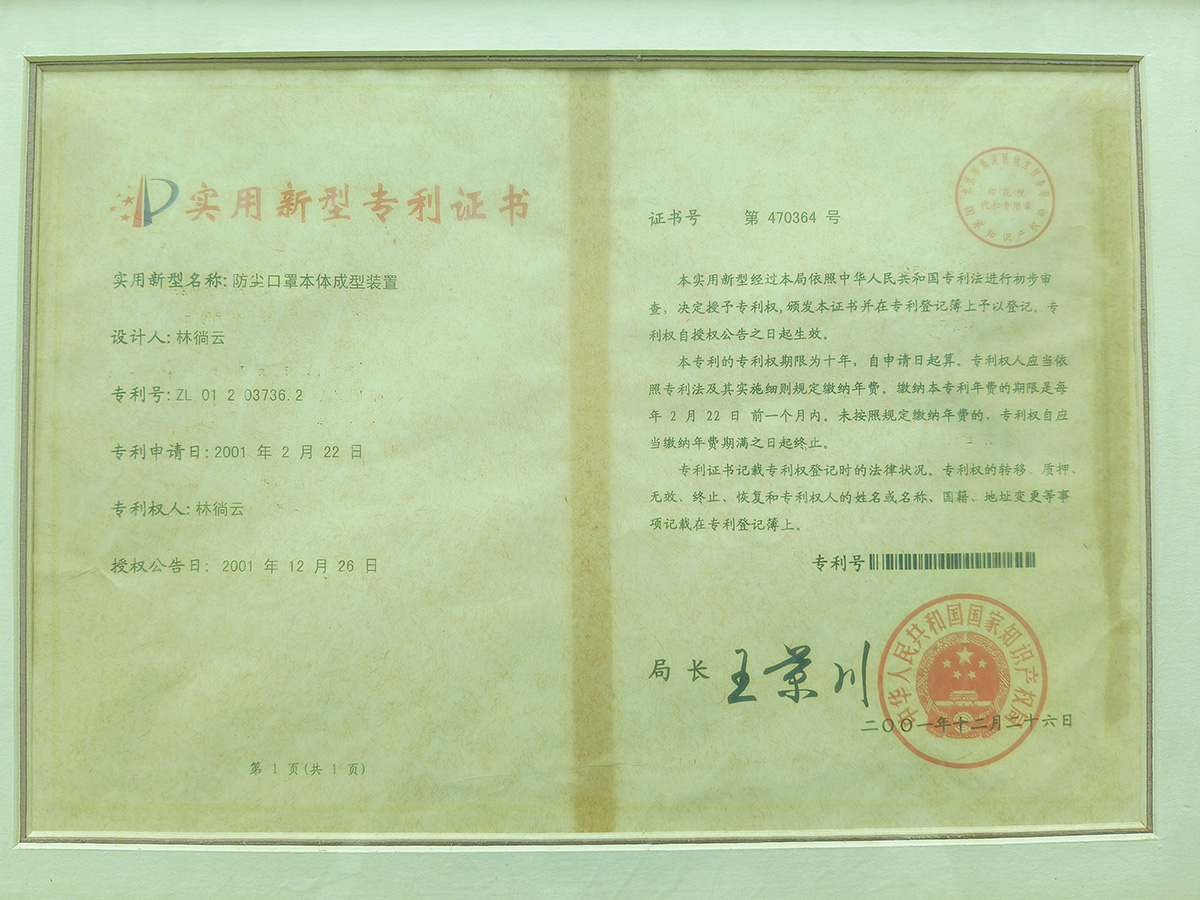 实用新型专利证书
实用新型名称: 防尘口罩本体成型装置
设计人: 林徜云
专利号: ZL 01 2 03736.2
专利申请日: 2001 年 2 月 22 日
专利权人: 林徜云
授权公告日: 2001 年 12 月 26 日
第 1 页(共 1 页)
证书号 第 470364 号
国家知识产权局
印花税
代扣专用章
本实用新型经过本局依照中华人民共和国专利法进行初步审
查,决定授予专利权,颁发本证书并在专利登记簿上予以登记。专
利权自授权公告之日起生效。
本专利的专利权期限为十年,自申请日起算。专利权人应当依
照专利法及其实施细则规定缴纳年费。缴纳本专利年费的期限是每
年 2 月 22 日 前一个月内。未按照规定缴纳年费的、专利权自应
当缴纳年费期满之日起终止。
专利证书记载专利权登记时的法律状况。专利权的转移、质押、
无效、终止、恢复和专利权人的姓名或名称、国籍、地址变更等事
项记载在专利登记簿上。
专利号
局长 王景川
中华人民共和国国家知识产权局
二〇〇一年十二月二十六日